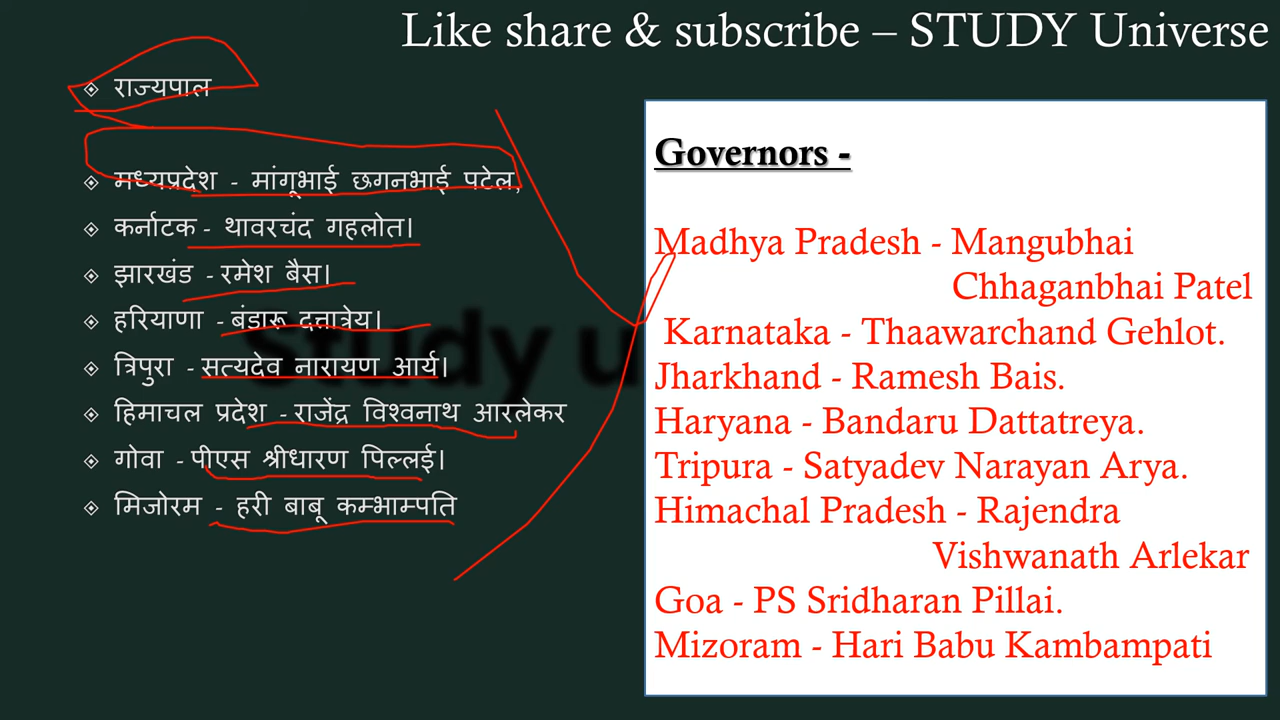 Like share & subscribe – STUDY Universe
राज्यपाल
मध्यप्रदेश - मांगूभाई छगनभाई पटेल,
कर्नाटक - थावरचंद गहलोत।
झारखंड - रमेश बैस।
हरियाणा - बंडारू दत्तात्रेय।
त्रिपुरा - सत्यदेव नारायण आर्य।
हिमाचल प्रदेश - राजेंद्र विश्वनाथ आरलेकर
गोवा - पीएस श्रीधारण पिल्लई।
मिजोरम - हरी बाबू कम्भाम्पति
Study u
Governors -
Madhya Pradesh - Mangubhai
Chhaganbhai Patel
Karnataka - Thaawarchand Gehlot.
Jharkhand - Ramesh Bais.
Haryana - Bandaru Dattatreya.
Tripura - Satyadev Narayan Arya.
Himachal Pradesh - Rajendra
Vishwanath Arlekar
Goa - PS Sridharan Pillai.
Mizoram - Hari Babu Kambampati